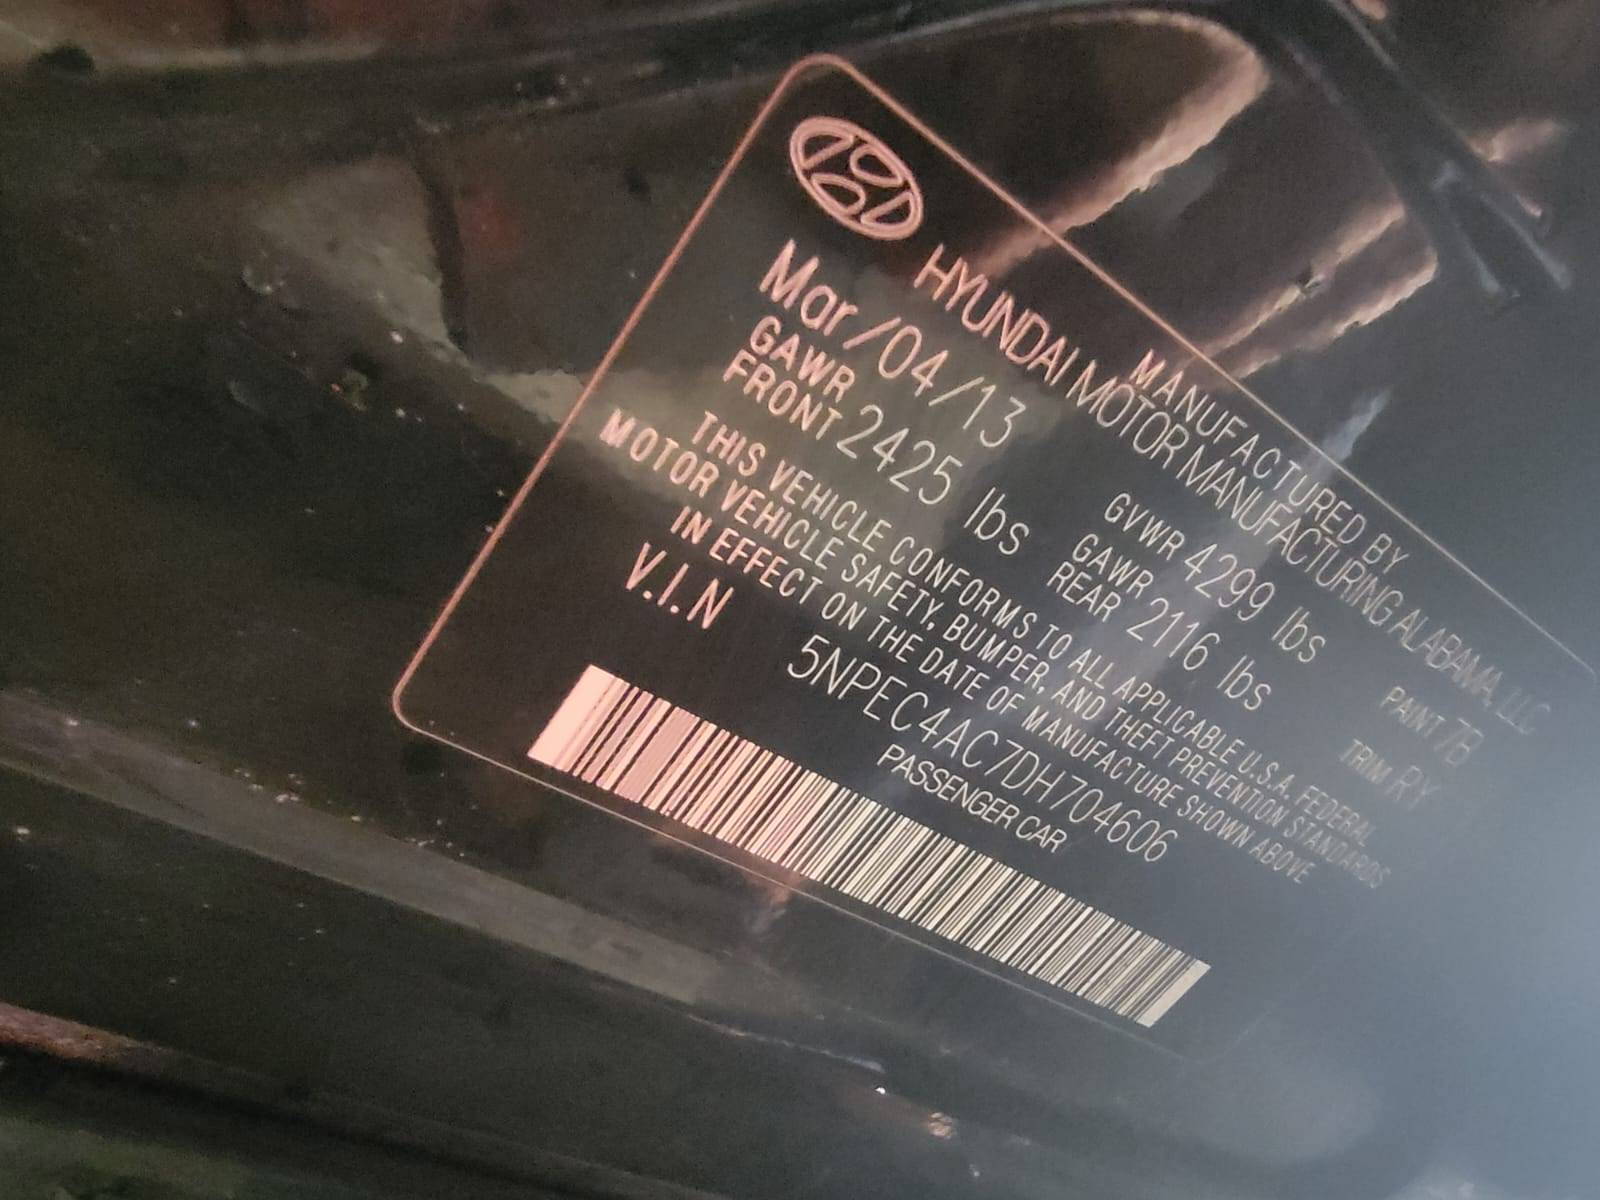 MANUFACTURED BY
HYUNDAI MOTOR MANUFACTURING ALABAMA, LLC
Mar/04/13 GVWR 4299 lbs PAINT 7B
GAWR FRONT 2425 lbs GAWR REAR 2116 lbs TRIM RY
THIS VEHICLE CONFORMS TO ALL APPLICABLE U.S.A. FEDERAL
MOTOR VEHICLE SAFETY, BUMPER, AND THEFT PREVENTION STANDARDS
IN EFFECT ON THE DATE OF MANUFACTURE SHOWN ABOVE
V.I.N 5NPEC4AC7DH704606
PASSENGER CAR